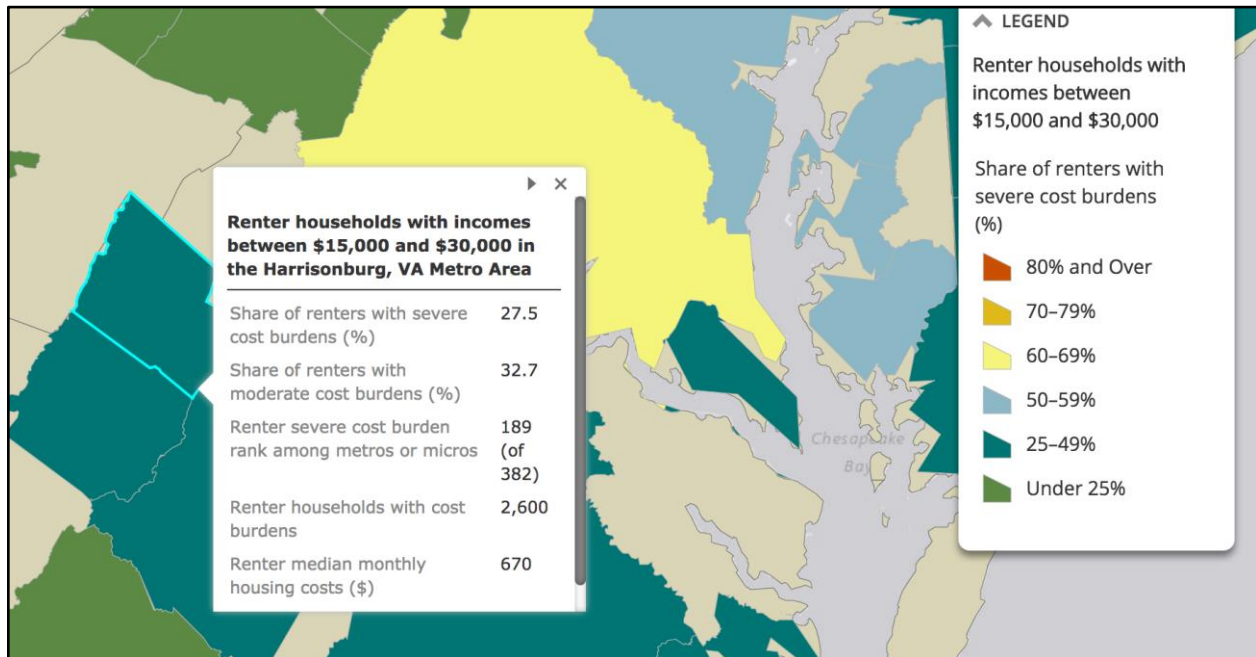 Renter households with incomes
between $15,000 and $30,000 in
the Harrisonburg, VA Metro Area
Share of renters with severe 27.5
cost burdens (%)
Share of renters with 32.7
moderate cost burdens (%)
Renter severe cost burden 189
rank among metros or micros (of
382)
Renter households with cost 2,600
burdens
Renter median monthly 670
housing costs ($)
Chesapeake
Bay
LEGEND
Renter households with
incomes between
$15,000 and $30,000
Share of renters with
severe cost burdens
(%)
80% and Over
70–79%
60–69%
50–59%
25–49%
Under 25%